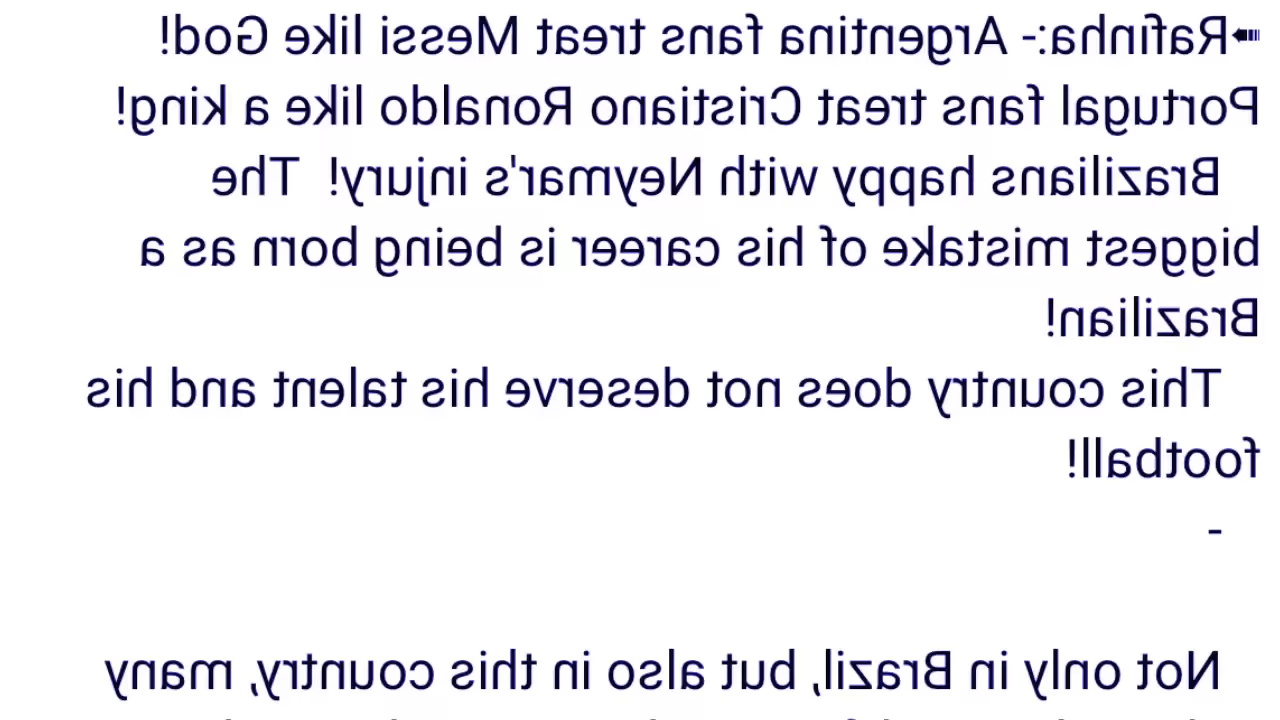 ➠Rafinha:- Argentina fans treat Messi like God!
Portugal fans treat Cristiano Ronaldo like a king!
Brazilians happy with Neymar's injury! The
biggest mistake of his career is being born as a
Brazilian!
This country does not deserve his talent and his
football!
-
Not only in Brazil, but also in this country, many